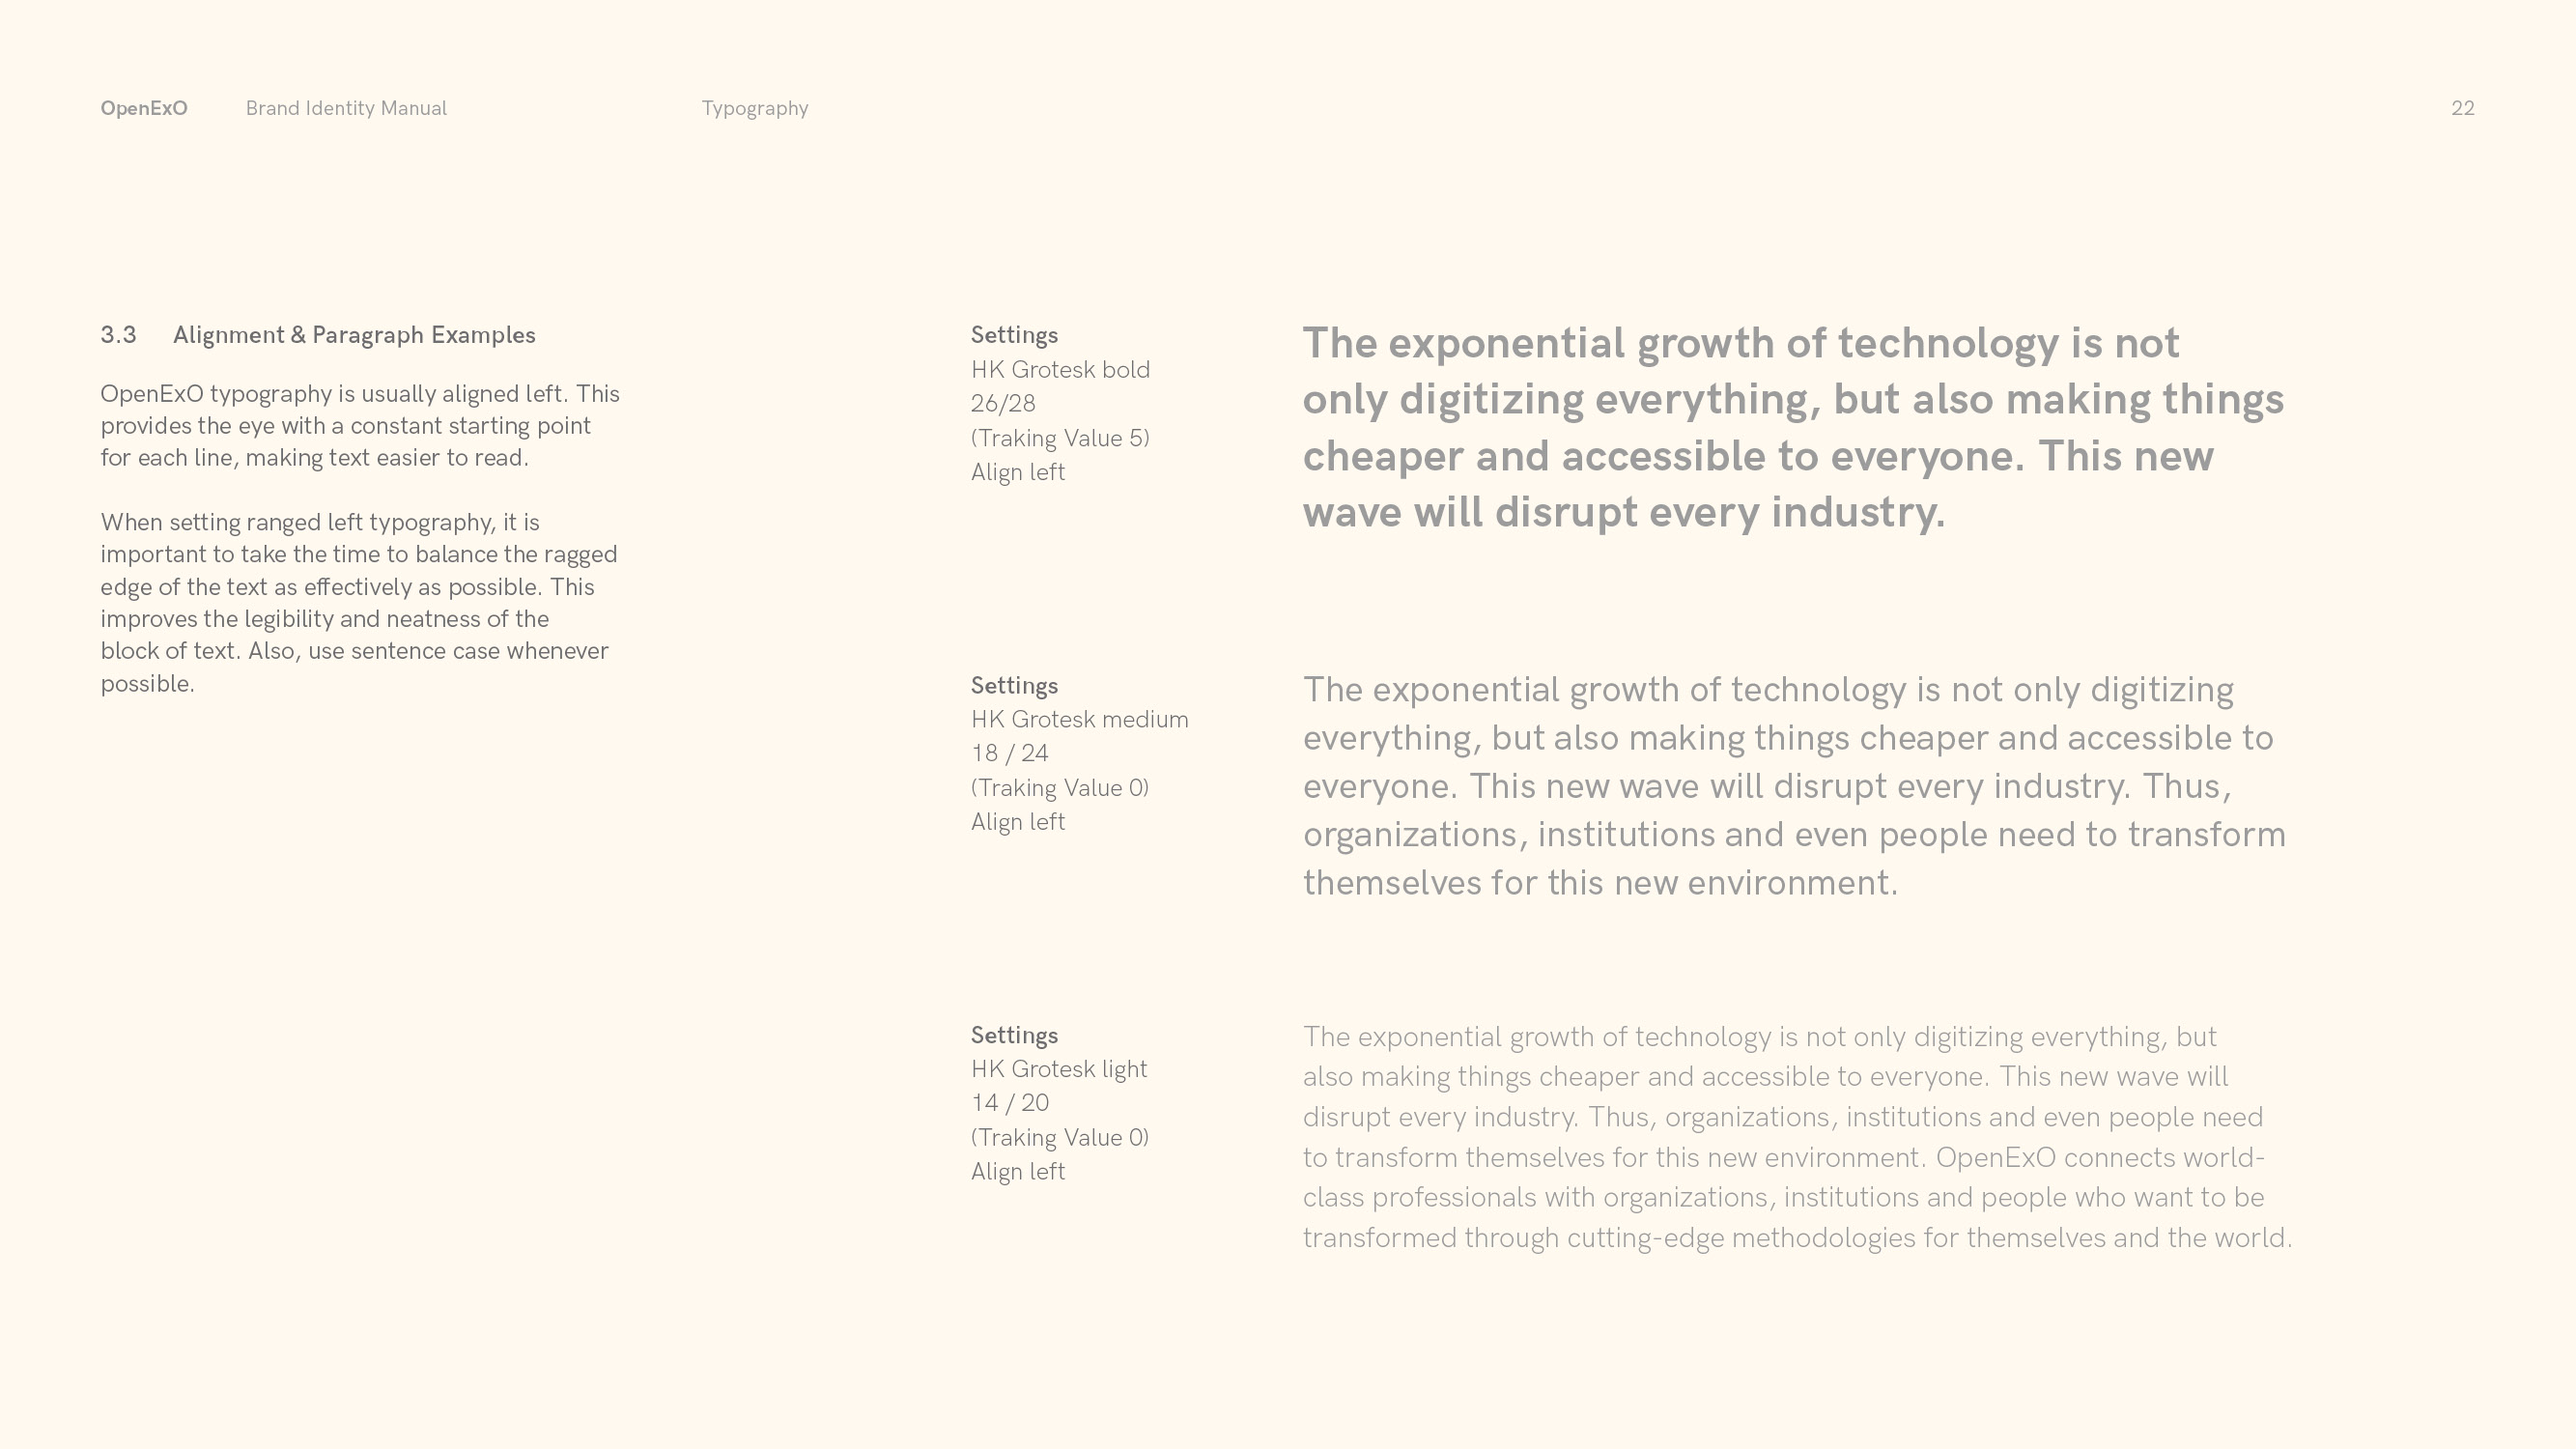 OpenExO Brand Identity Manual Typography 22
3.3 Alignment & Paragraph Examples
OpenExO typography is usually aligned left. This
provides the eye with a constant starting point
for each line, making text easier to read.
When setting ranged left typography, it is
important to take the time to balance the ragged
edge of the text as effectively as possible. This
improves the legibility and neatness of the
block of text. Also, use sentence case whenever
possible.
Settings
HK Grotesk bold
26/28
(Traking Value 5)
Align left
The exponential growth of technology is not
only digitizing everything, but also making things
cheaper and accessible to everyone. This new
wave will disrupt every industry.
Settings
HK Grotesk medium
18 / 24
(Traking Value 0)
Align left
The exponential growth of technology is not only digitizing
everything, but also making things cheaper and accessible to
everyone. This new wave will disrupt every industry. Thus,
organizations, institutions and even people need to transform
themselves for this new environment.
Settings
HK Grotesk light
14 / 20
(Traking Value 0)
Align left
The exponential growth of technology is not only digitizing everything, but
also making things cheaper and accessible to everyone. This new wave will
disrupt every industry. Thus, organizations, institutions and even people need
to transform themselves for this new environment. OpenExO connects world-
class professionals with organizations, institutions and people who want to be
transformed through cutting-edge methodologies for themselves and the world.